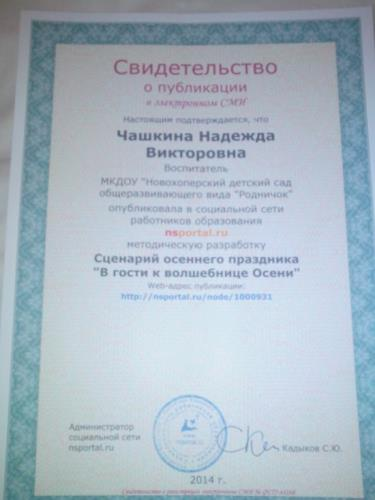 Свидетельство
о публикации
в электронном СМИ
Настоящим подтверждается, что
Чашкина Надежда
Викторовна
Воспитатель
МКДОУ "Новохоперский детский сад
общеразвивающего вида "Родничок"
опубликовала в социальной сети
работников образования
nsportal.ru
методическую разработку
Сценарий осеннего праздника
"В гости к волшебнице Осени"
Web-адрес публикации:
http://nsportal.ru/node/1000931
Администратор
социальной сети
nsportal.ru
Кадыков С.Ю.
2014 г.
Свидетельство о регистрации